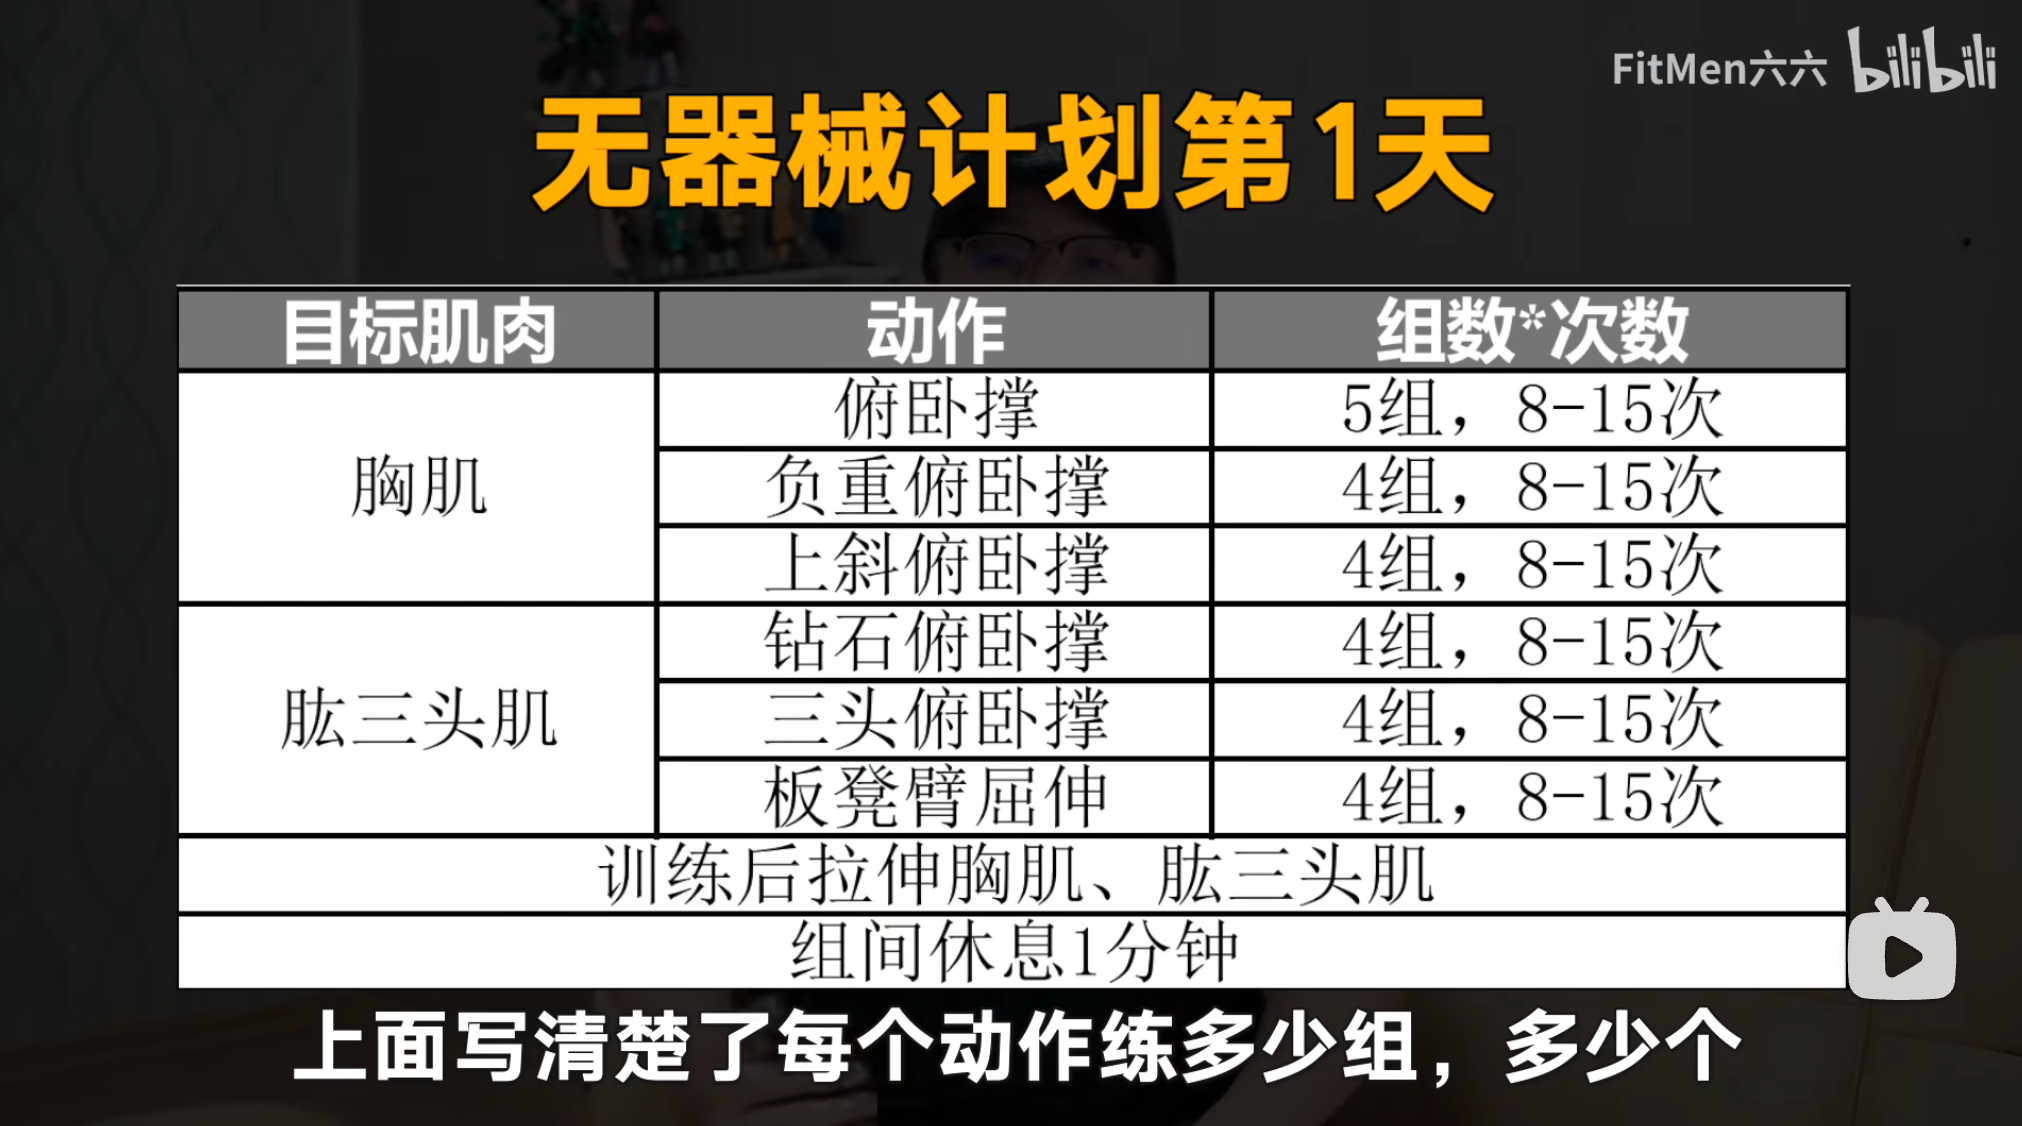 FitMen六六 bilibili
无器械计划第1天
目标肌肉 动作 组数*次数
胸肌 俯卧撑 5组，8-15次
负重俯卧撑 4组，8-15次
上斜俯卧撑 4组，8-15次
肱三头肌 钻石俯卧撑 4组，8-15次
三头俯卧撑 4组，8-15次
板凳臂屈伸 4组，8-15次
训练后拉伸胸肌、肱三头肌
组间休息1分钟
上面写清楚了每个动作练多少组，多少个